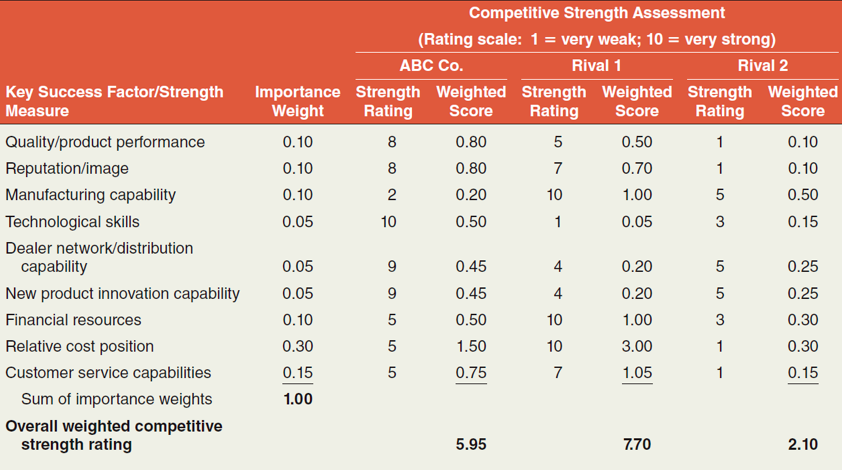 Competitive Strength Assessment
(Rating scale: 1 = very weak; 10 = very strong)
ABC Co. Rival 1 Rival 2
Key Success Factor/Strength Importance Strength Weighted Strength Weighted Strength Weighted
Measure Weight Rating Score Rating Score Rating Score
Quality/product performance 0.10 8 0.80 5 0.50 1 0.10
Reputation/image 0.10 8 0.80 7 0.70 1 0.10
Manufacturing capability 0.10 2 0.20 10 1.00 5 0.50
Technological skills 0.05 10 0.50 1 0.05 3 0.15
Dealer network/distribution
capability 0.05 9 0.45 4 0.20 5 0.25
New product innovation capability 0.05 9 0.45 4 0.20 5 0.25
Financial resources 0.10 5 0.50 10 1.00 3 0.30
Relative cost position 0.30 5 1.50 10 3.00 1 0.30
Customer service capabilities 0.15 5 0.75 7 1.05 1 0.15
Sum of importance weights 1.00
Overall weighted competitive
strength rating 5.95 7.70 2.10